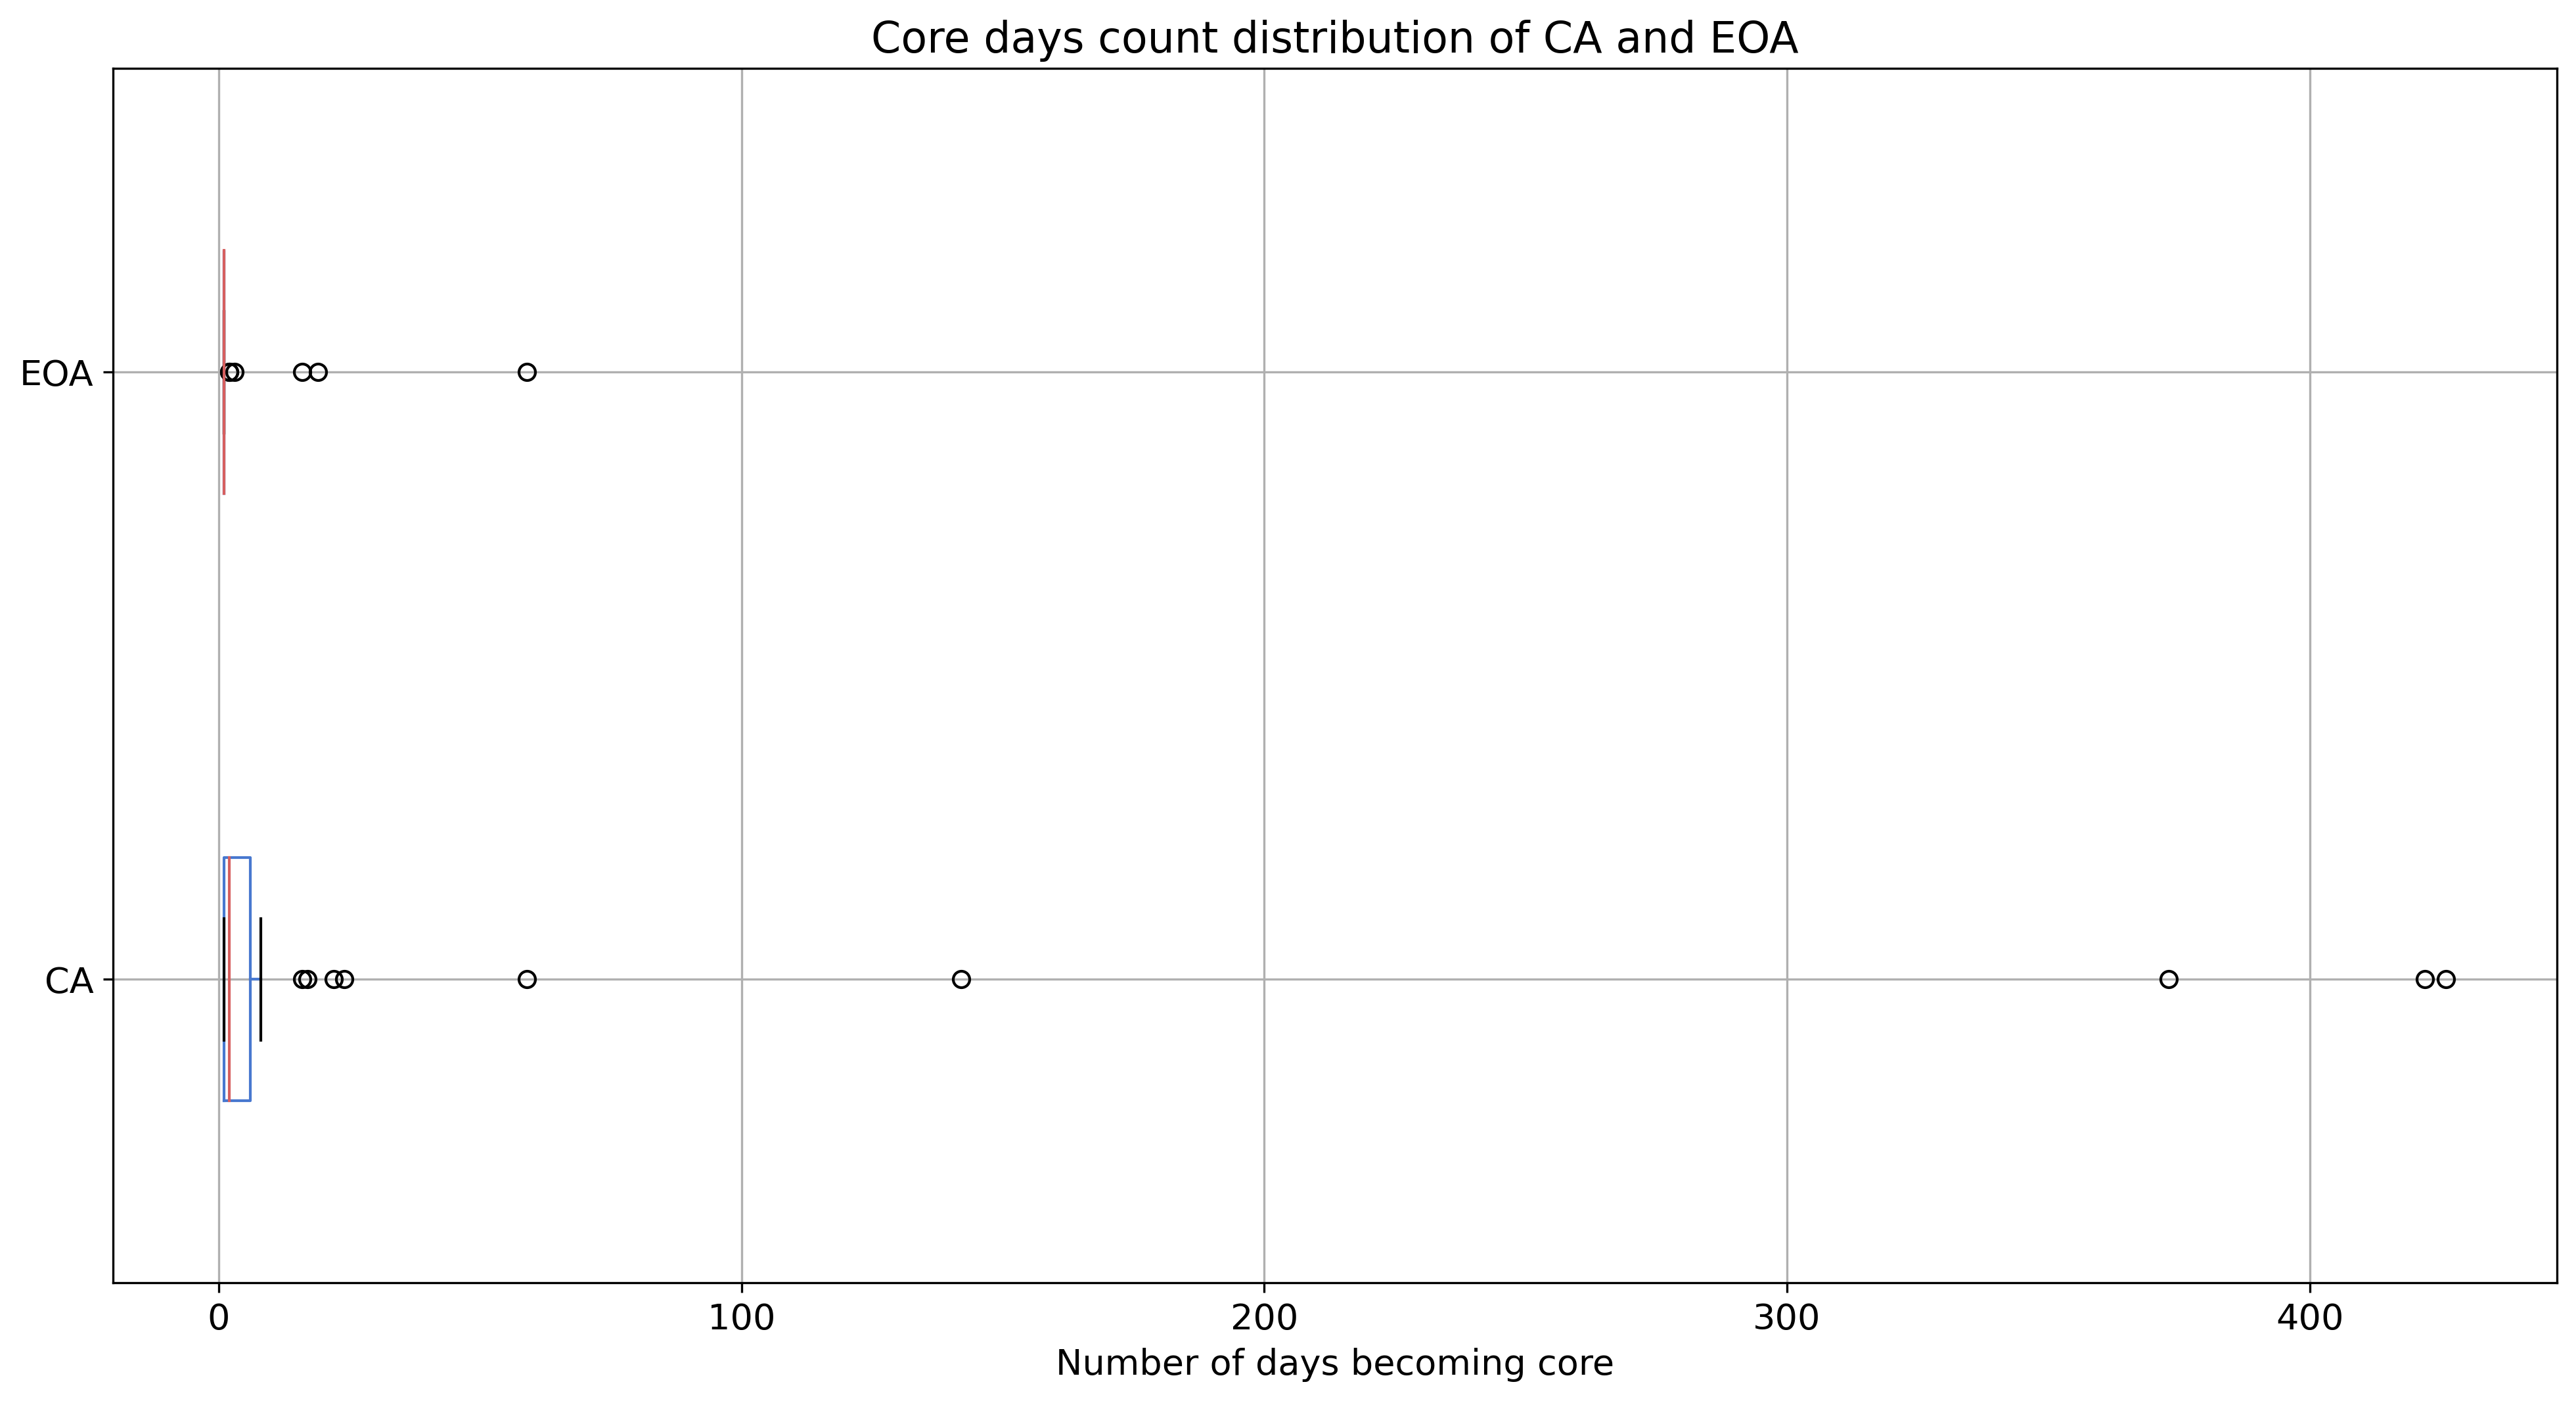 Core days count distribution of CA and EOA
EOA
CA
0 100 200 300 400
Number of days becoming core